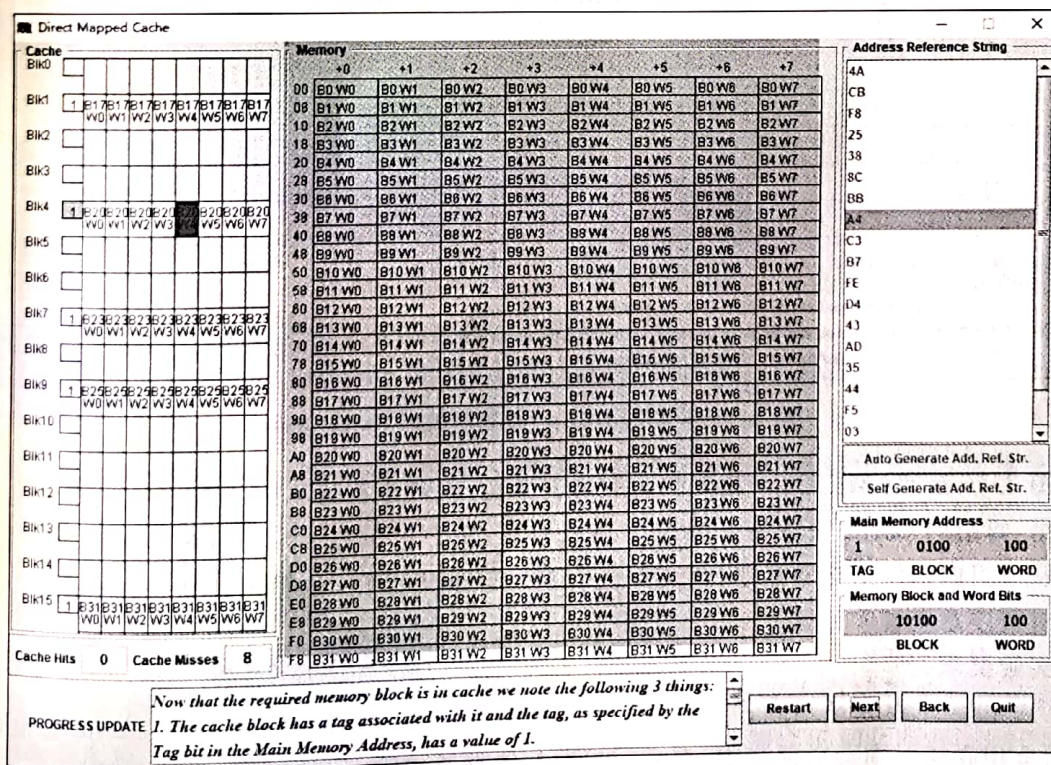 Direct Mapped Cache
Cache
Blk0
Blk1 1 B17 B17 B17 B17 B17 B17 B17 B17
W0 W1 W2 W3 W4 W5 W6 W7
Blk2
Blk3
Blk4 1 B20 B20 B20 B20 B20 B20 B20 B20
W0 W1 W2 W3 W4 W5 W6 W7
Blk5
Blk6
Blk7 1 B23 B23 B23 B23 B23 B23 B23 B23
W0 W1 W2 W3 W4 W5 W6 W7
Blk8
Blk9 1 B25 B25 B25 B25 B25 B25 B25 B25
W0 W1 W2 W3 W4 W5 W6 W7
Blk10
Blk11
Blk12
Blk13
Blk14
Blk15 1 B31 B31 B31 B31 B31 B31 B31 B31
W0 W1 W2 W3 W4 W5 W6 W7
Cache Hits 0 Cache Misses 8
Memory
+0 +1 +2 +3 +4 +5 +6 +7
00 B0 W0 B0 W1 B0 W2 B0 W3 B0 W4 B0 W5 B0 W6 B0 W7
08 B1 W0 B1 W1 B1 W2 B1 W3 B1 W4 B1 W5 B1 W6 B1 W7
10 B2 W0 B2 W1 B2 W2 B2 W3 B2 W4 B2 W5 B2 W6 B2 W7
18 B3 W0 B3 W1 B3 W2 B3 W3 B3 W4 B3 W5 B3 W6 B3 W7
20 B4 W0 B4 W1 B4 W2 B4 W3 B4 W4 B4 W5 B4 W6 B4 W7
28 B5 W0 B5 W1 B5 W2 B5 W3 B5 W4 B5 W5 B5 W6 B5 W7
30 B6 W0 B6 W1 B6 W2 B6 W3 B6 W4 B6 W5 B6 W6 B6 W7
38 B7 W0 B7 W1 B7 W2 B7 W3 B7 W4 B7 W5 B7 W6 B7 W7
40 B8 W0 B8 W1 B8 W2 B8 W3 B8 W4 B8 W5 B8 W6 B8 W7
48 B9 W0 B9 W1 B9 W2 B9 W3 B9 W4 B9 W5 B9 W6 B9 W7
50 B10 W0 B10 W1 B10 W2 B10 W3 B10 W4 B10 W5 B10 W6 B10 W7
58 B11 W0 B11 W1 B11 W2 B11 W3 B11 W4 B11 W5 B11 W6 B11 W7
60 B12 W0 B12 W1 B12 W2 B12 W3 B12 W4 B12 W5 B12 W6 B12 W7
68 B13 W0 B13 W1 B13 W2 B13 W3 B13 W4 B13 W5 B13 W6 B13 W7
70 B14 W0 B14 W1 B14 W2 B14 W3 B14 W4 B14 W5 B14 W6 B14 W7
78 B15 W0 B15 W1 B15 W2 B15 W3 B15 W4 B15 W5 B15 W6 B15 W7
80 B16 W0 B16 W1 B16 W2 B16 W3 B16 W4 B16 W5 B16 W6 B16 W7
88 B17 W0 B17 W1 B17 W2 B17 W3 B17 W4 B17 W5 B17 W6 B17 W7
90 B18 W0 B18 W1 B18 W2 B18 W3 B18 W4 B18 W5 B18 W6 B18 W7
98 B19 W0 B19 W1 B19 W2 B19 W3 B19 W4 B19 W5 B19 W6 B19 W7
A0 B20 W0 B20 W1 B20 W2 B20 W3 B20 W4 B20 W5 B20 W6 B20 W7
A8 B21 W0 B21 W1 B21 W2 B21 W3 B21 W4 B21 W5 B21 W6 B21 W7
B0 B22 W0 B22 W1 B22 W2 B22 W3 B22 W4 B22 W5 B22 W6 B22 W7
B8 B23 W0 B23 W1 B23 W2 B23 W3 B23 W4 B23 W5 B23 W6 B23 W7
C0 B24 W0 B24 W1 B24 W2 B24 W3 B24 W4 B24 W5 B24 W6 B24 W7
C8 B25 W0 B25 W1 B25 W2 B25 W3 B25 W4 B25 W5 B25 W6 B25 W7
D0 B26 W0 B26 W1 B26 W2 B26 W3 B26 W4 B26 W5 B26 W6 B26 W7
D8 B27 W0 B27 W1 B27 W2 B27 W3 B27 W4 B27 W5 B27 W6 B27 W7
E0 B28 W0 B28 W1 B28 W2 B28 W3 B28 W4 B28 W5 B28 W6 B28 W7
E8 B29 W0 B29 W1 B29 W2 B29 W3 B29 W4 B29 W5 B29 W6 B29 W7
F0 B30 W0 B30 W1 B30 W2 B30 W3 B30 W4 B30 W5 B30 W6 B30 W7
F8 B31 W0 B31 W1 B31 W2 B31 W3 B31 W4 B31 W5 B31 W6 B31 W7
Address Reference String
4A
CB
F8
25
38
8C
BB
A4
C3
B7
FE
D4
43
AD
35
44
F5
03
Auto Generate Add. Ref. Str.
Self Generate Add. Ref. Str.
Main Memory Address
1 0100 100
TAG BLOCK WORD
Memory Block and Word Bits
10100 100
BLOCK WORD
PROGRESS UPDATE
Now that the required memory block is in cache we note the following 3 things:
1. The cache block has a tag associated with it and the tag, as specified by the
Tag bit in the Main Memory Address, has a value of 1.
Restart Next Back Quit